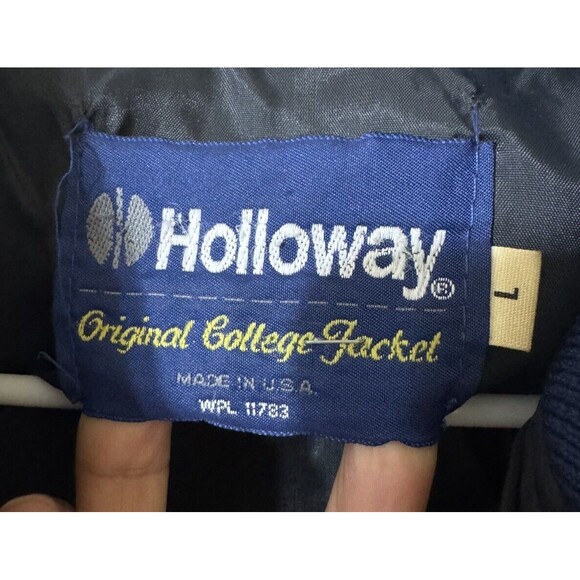 Holloway®
Original College Jacket
MADE IN U.S.A.
WPL 11783
L